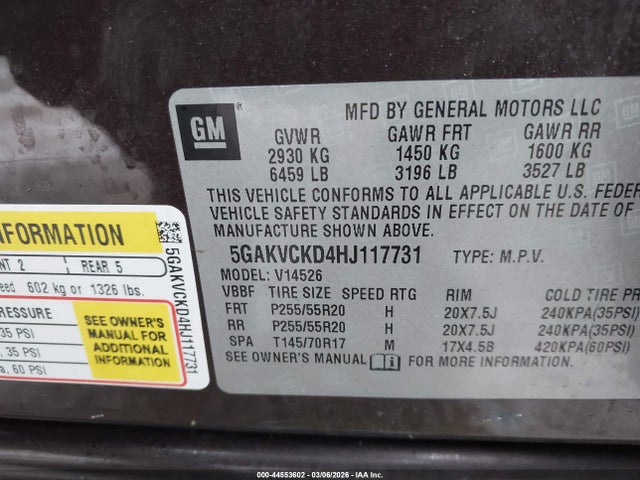 GM
MFD BY GENERAL MOTORS LLC
GVWR GAWR FRT GAWR RR
2930 KG 1450 KG 1600 KG
6459 LB 3196 LB 3527 LB
THIS VEHICLE CONFORMS TO ALL APPLICABLE U.S. FEDER
VEHICLE SAFETY STANDARDS IN EFFECT ON THE DATE OF
MANUFACTURE SHOWN ABOVE.
5GAKVCKD4HJ117731 TYPE: M.P.V.
MODEL: V14526
VBBF TIRE SIZE SPEED RTG RIM COLD TIRE PR
FRT P255/55R20 H 20X7.5J 240KPA(35PSI)
RR P255/55R20 H 20X7.5J 240KPA(35PSI)
SPA T145/70R17 M 17X4.5B 420KPA(60PSI)
SEE OWNER'S MANUAL FOR MORE INFORMATION.
INFORMATION
NT 2 REAR 5
eed 602 kg or 1326 lbs.
RESSURE
35 PSI
, 35 PSI
a, 60 PSI
SEE OWNER'S
MANUAL FOR
ADDITIONAL
INFORMATION
5GAKVCKD4HJ117731
000-44553602 - 03/06/2026 - IAA Inc.